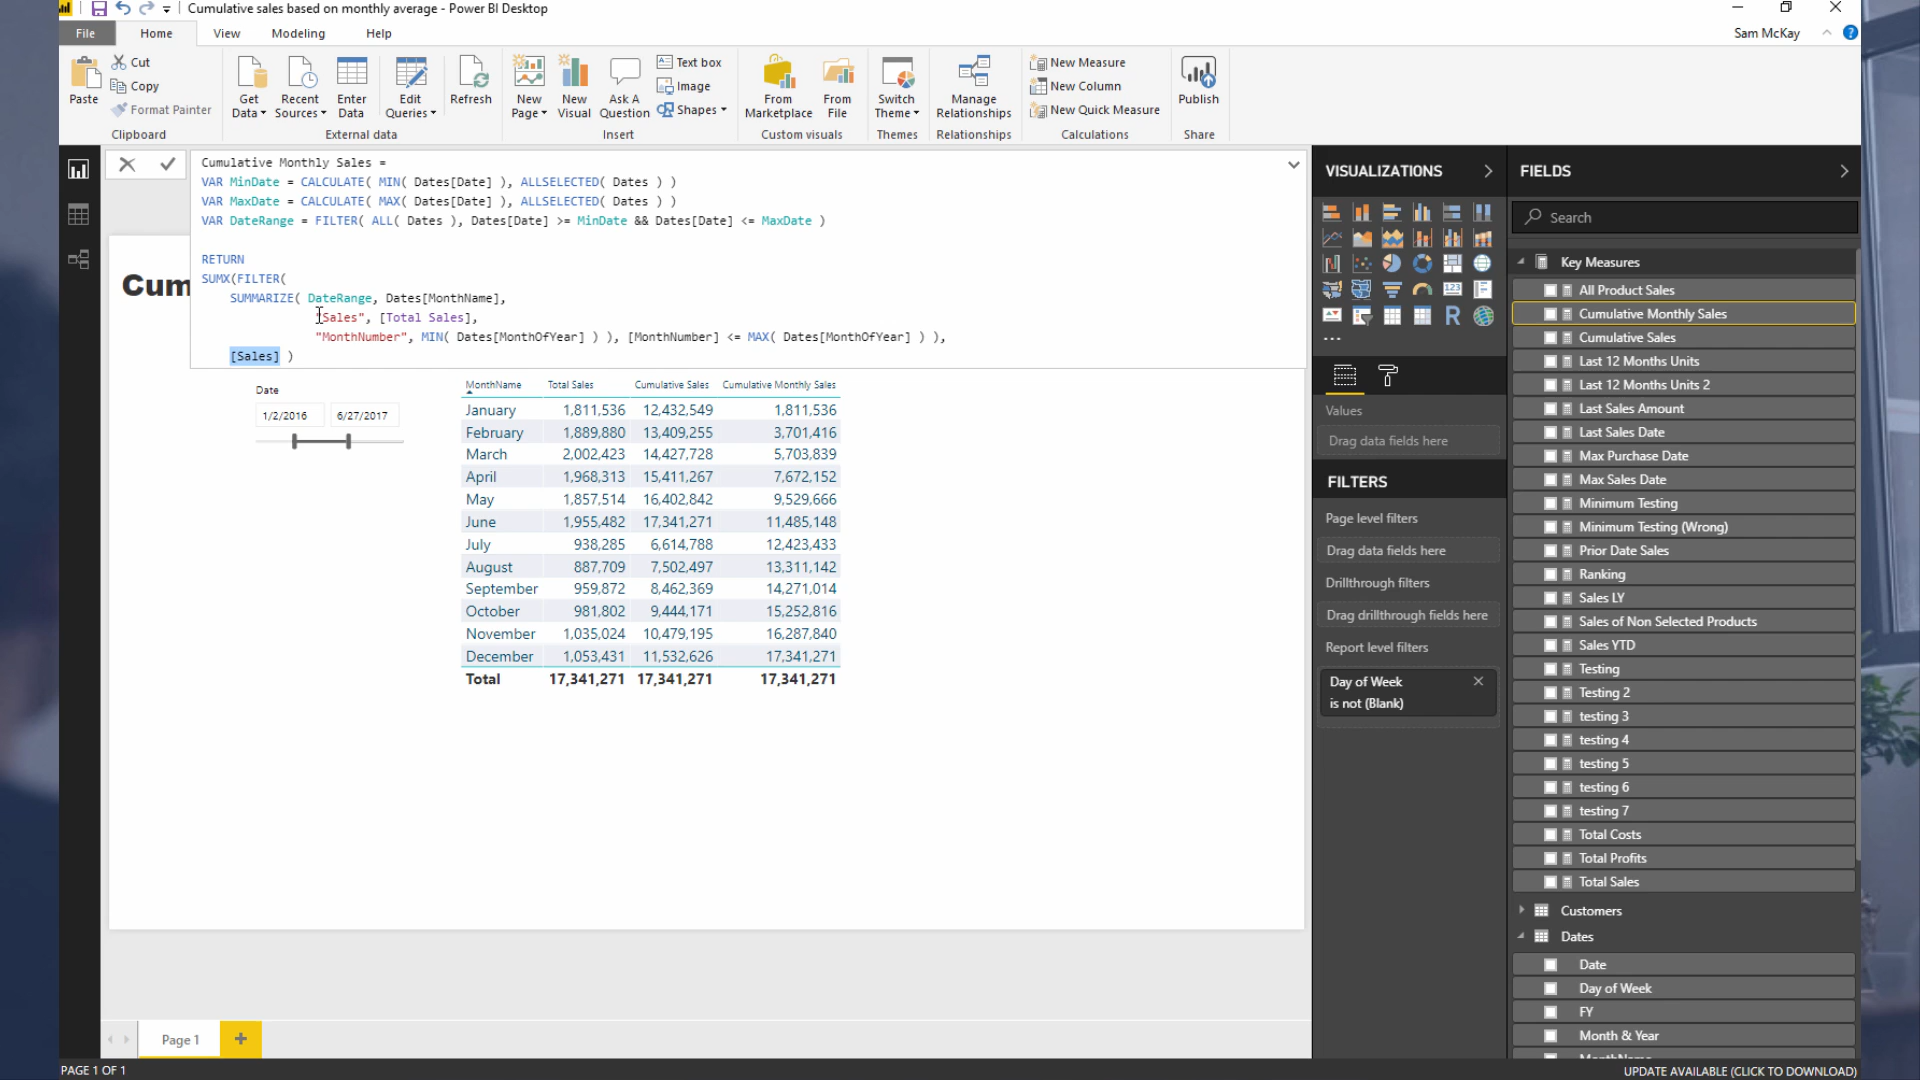 Cumulative sales based on monthly average - Power BI Desktop
File
Home
View
Modeling
Help
Sam McKay
Paste
Cut
Copy
Format Painter
Clipboard
Get Data
Recent Sources
Enter Data
Edit Queries
Refresh
External data
New Page
New Visual
Ask A Question
Text box
Image
Shapes
Insert
From Marketplace
From File
Custom visuals
Switch Theme
Themes
Manage Relationships
Relationships
New Measure
New Column
New Quick Measure
Calculations
Publish
Share
Cumulative Monthly Sales =
VAR MinDate = CALCULATE( MIN( Dates[Date] ), ALLSELECTED( Dates ) )
VAR MaxDate = CALCULATE( MAX( Dates[Date] ), ALLSELECTED( Dates ) )
VAR DateRange = FILTER( ALL( Dates ), Dates[Date] >= MinDate && Dates[Date] <= MaxDate )
RETURN
SUMX(FILTER(
SUMMARIZE( DateRange, Dates[MonthName],
"Sales", [Total Sales],
"MonthNumber", MIN( Dates[MonthOfYear] ) ), [MonthNumber] <= MAX( Dates[MonthOfYear] ) ),
[Sales] )
Cum
Date
1/2/2016 6/27/2017
MonthName Total Sales Cumulative Sales Cumulative Monthly Sales
January 1,811,536 12,432,549 1,811,536
February 1,889,880 13,409,255 3,701,416
March 2,002,423 14,427,728 5,703,839
April 1,968,313 15,411,267 7,672,152
May 1,857,514 16,402,842 9,529,666
June 1,955,482 17,341,271 11,485,148
July 938,285 6,614,788 12,423,433
August 887,709 7,502,497 13,311,142
September 959,872 8,462,369 14,271,014
October 981,802 9,444,171 15,252,816
November 1,035,024 10,479,195 16,287,840
December 1,053,431 11,532,626 17,341,271
Total 17,341,271 17,341,271 17,341,271
VISUALIZATIONS
R
123
Values
Drag data fields here
FILTERS
Page level filters
Drag data fields here
Drillthrough filters
Drag drillthrough fields here
Report level filters
Day of Week
is not (Blank)
FIELDS
Search
Key Measures
All Product Sales
Cumulative Monthly Sales
Cumulative Sales
Last 12 Months Units
Last 12 Months Units 2
Last Sales Amount
Last Sales Date
Max Purchase Date
Max Sales Date
Minimum Testing
Minimum Testing (Wrong)
Prior Date Sales
Ranking
Sales LY
Sales of Non Selected Products
Sales YTD
Testing
Testing 2
testing 3
testing 4
testing 5
testing 6
testing 7
Total Costs
Total Profits
Total Sales
Customers
Dates
Date
Day of Week
FY
Month & Year
MonthName
Page 1
PAGE 1 OF 1
UPDATE AVAILABLE (CLICK TO DOWNLOAD)